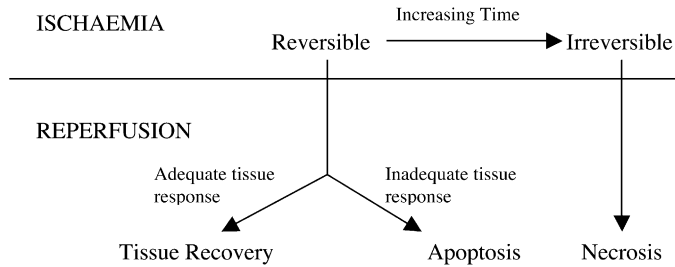 ISCHAEMIA
Increasing Time
Reversible
Irreversible
REPERFUSION
Adequate tissue
response
Inadequate tissue
response
Tissue Recovery
Apoptosis
Necrosis